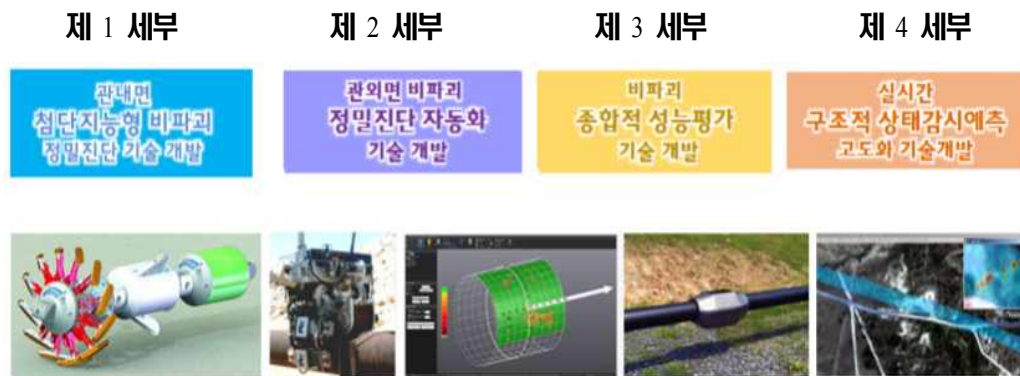 제 1 세부
제 2 세부
제 3 세부
제 4 세부
관내면
첨단지능형 비파괴
정밀진단 기술 개발
관외면 비파괴
정밀진단 자동화
기술 개발
비파괴
종합적 성능평가
기술 개발
실시간
구조적 상태감시예측
고도화 기술개발